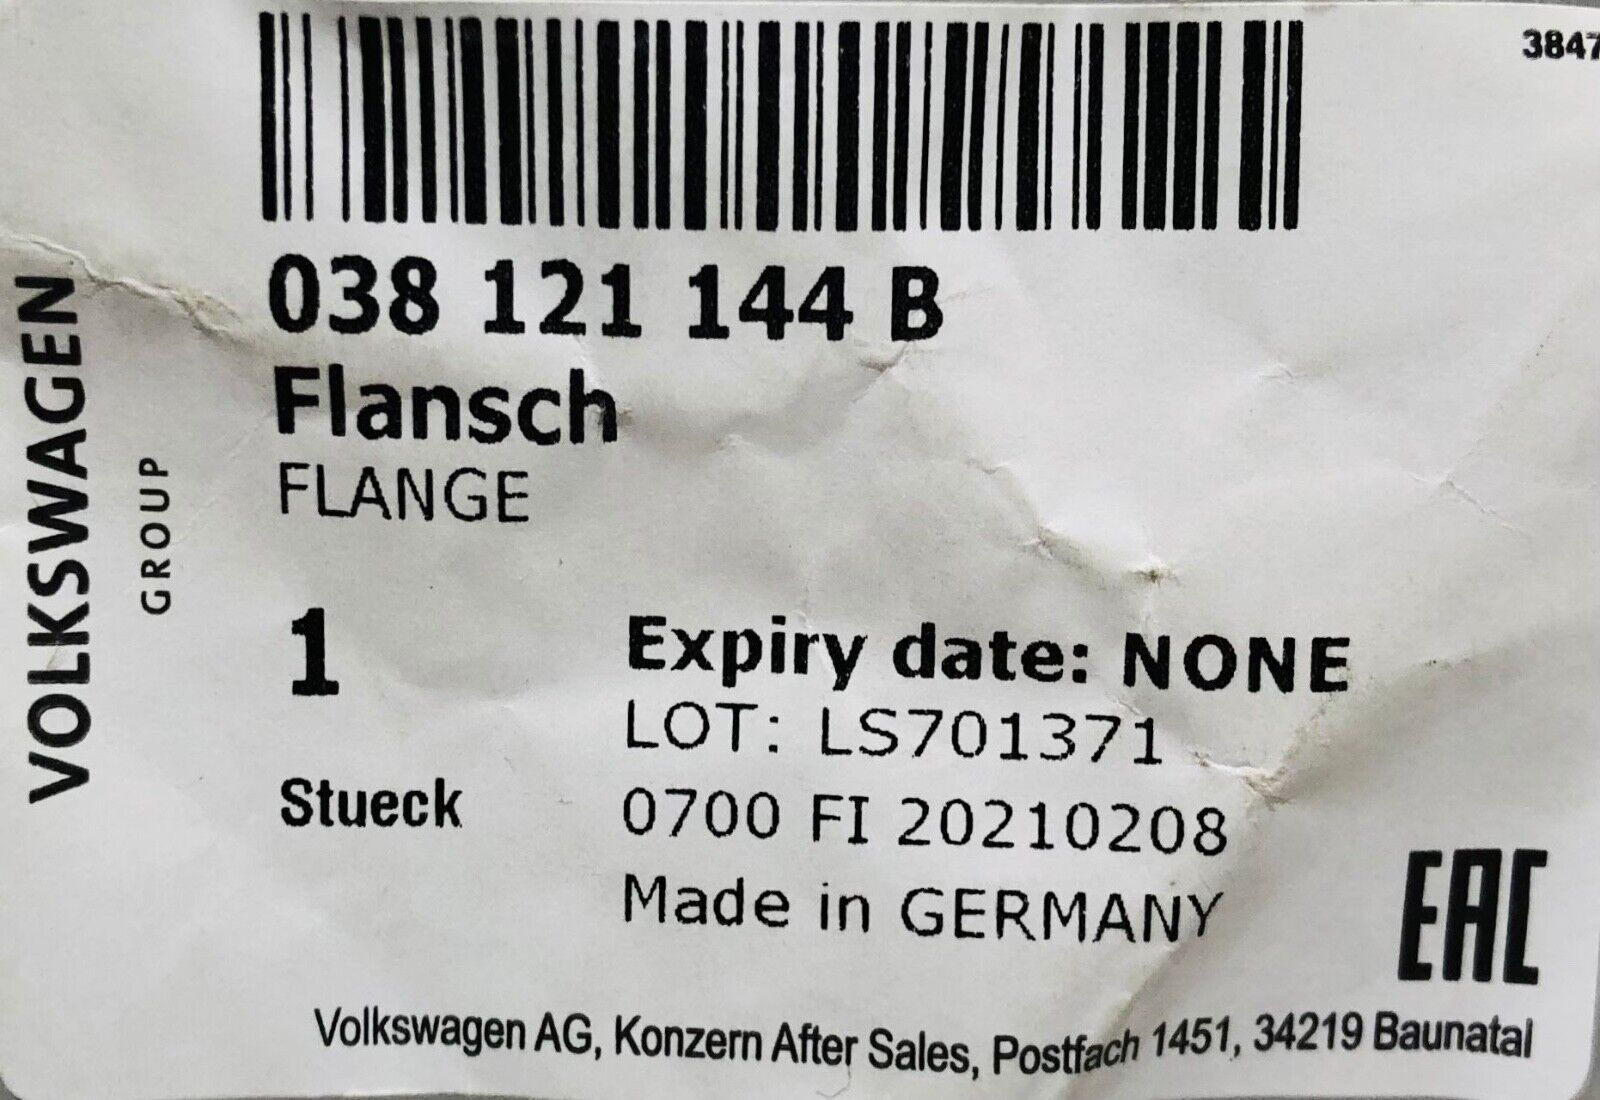 3847
038 121 144 B
Flansch
FLANGE
VOLKSWAGEN
GROUP
1
Expiry date: NONE
LOT: LS701371
Stueck
0700 FI 20210208
Made in GERMANY
EAC
Volkswagen AG, Konzern After Sales, Postfach 1451, 34219 Baunatal